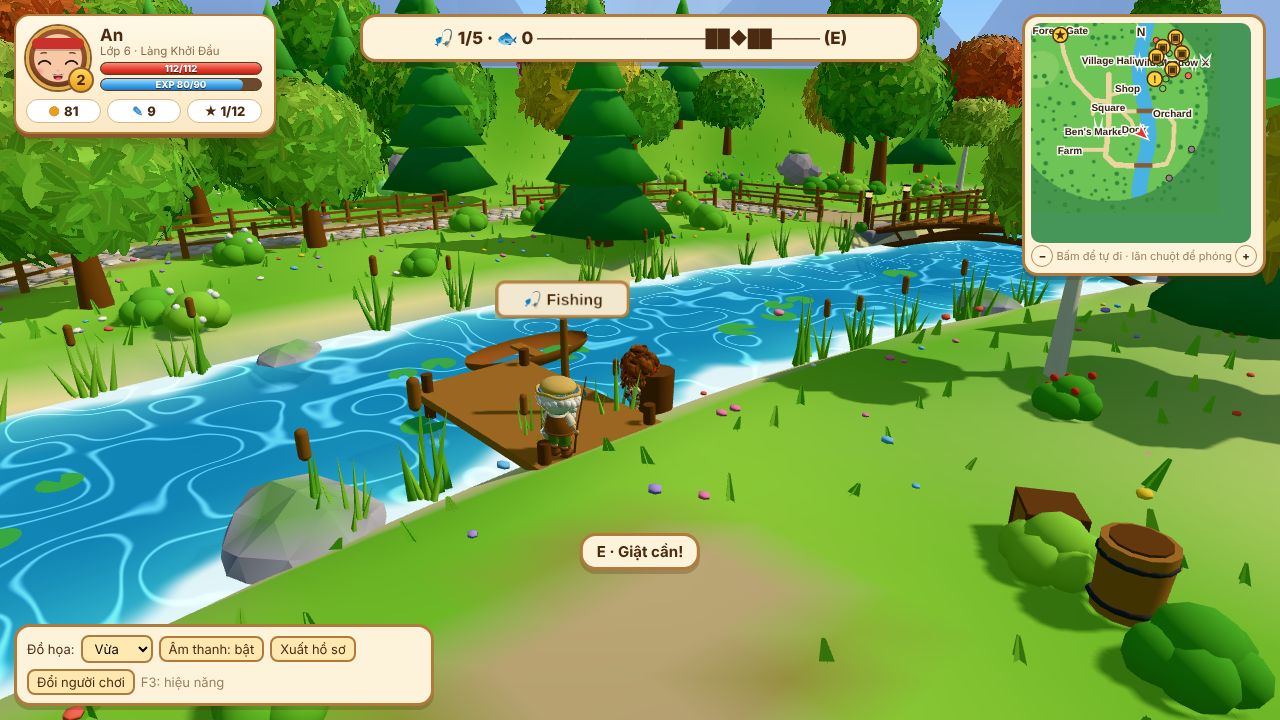 An
Lớp 6 · Làng Khởi Đầu
112/112
2
EXP 80/90
81
9
★ 1/12
1/5 · 0 ────────────██◆██──── (E)
N
Village Hall
Shop
Square
Orchard
Ben's Marke
Farm
− Bấm để tự đi · lăn chuột để phóng +
Fishing
E · Giật cần!
Đồ họa: Vừa Âm thanh: bật Xuất hồ sơ
Đổi người chơi F3: hiệu năng